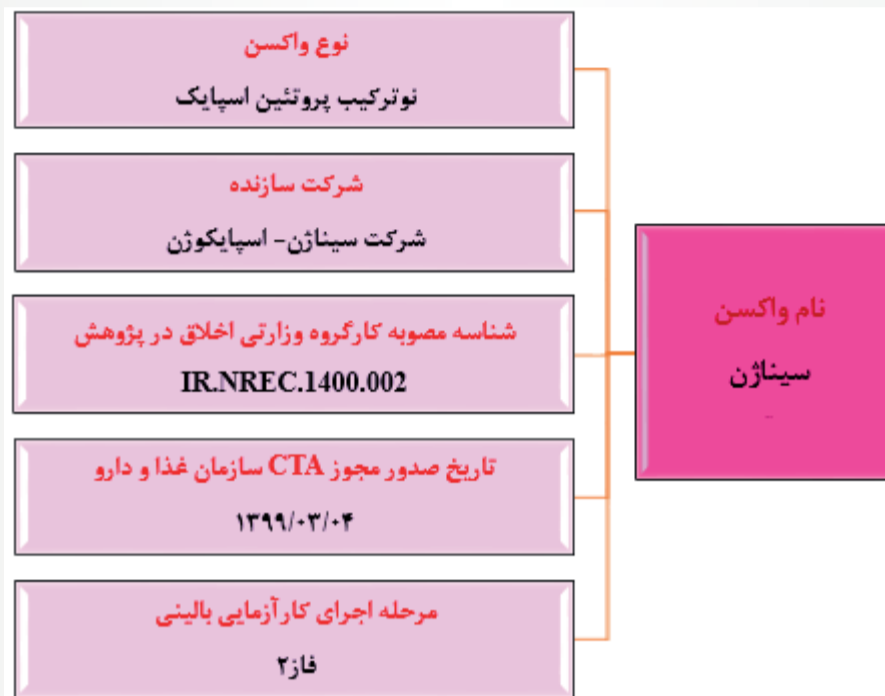 نام واکسن
سیناژن
نوع واکسن
نوترکیب پروتئین اسپایک
شرکت سازنده
شرکت سیناژن- اسپایکوژن
شناسه مصوبه کارگروه وزارتی اخلاق در پژوهش
IR.NREC.1400.002
تاریخ صدور مجوز CTA سازمان غذا و دارو
۱۳۹۹/۰۳/۰۴
مرحله اجرای کارآزمایی بالینی
فاز۲